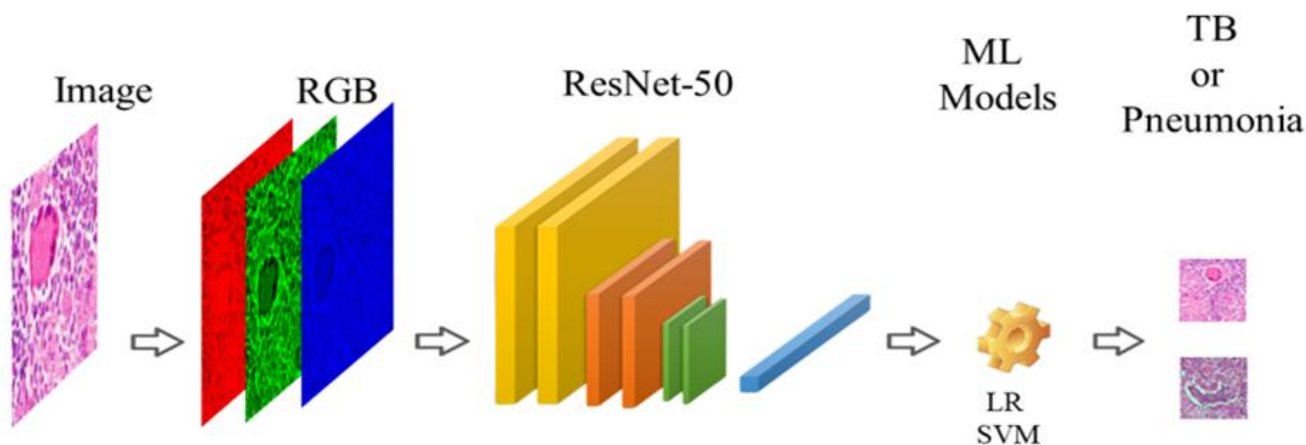 Image
RGB
ResNet-50
ML
Models
TB
or
Pneumonia
LR
SVM